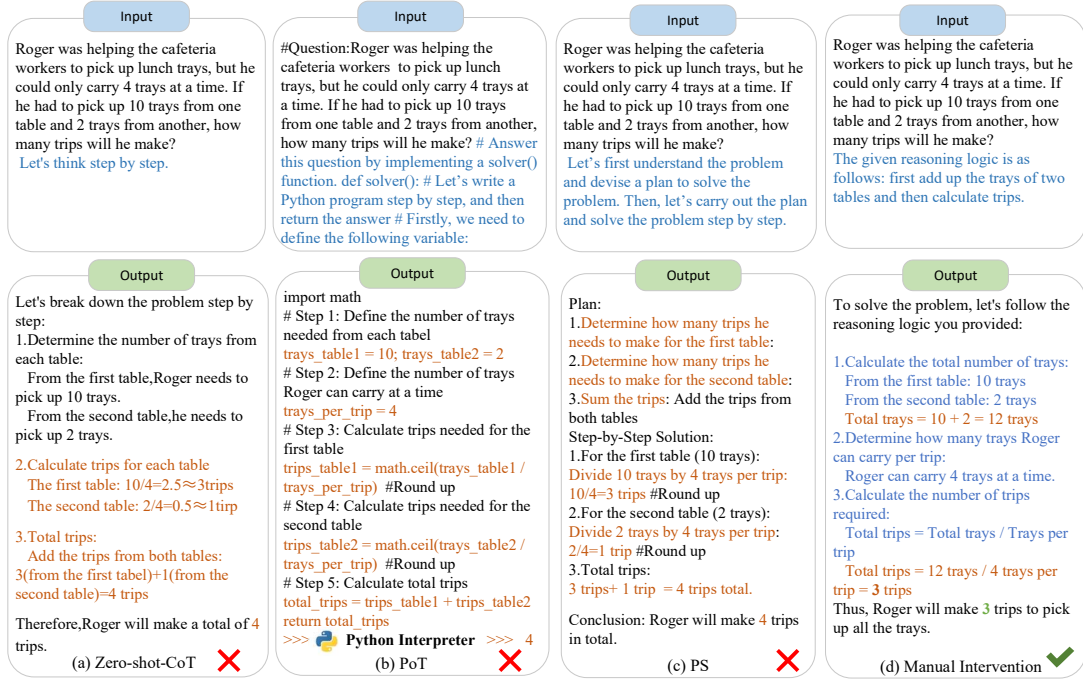 Input
Roger was helping the cafeteria
workers to pick up lunch trays, but he
could only carry 4 trays at a time. If
he had to pick up 10 trays from one
table and 2 trays from another, how
many trips will he make?
Let's think step by step.
Input
#Question:Roger was helping the
cafeteria workers to pick up lunch
trays, but he could only carry 4 trays at
a time. If he had to pick up 10 trays
from one table and 2 trays from another,
how many trips will he make? # Answer
this question by implementing a solver()
function. def solver(): # Let's write a
Python program step by step, and then
return the answer # Firstly, we need to
define the following variable:
Input
Roger was helping the cafeteria
workers to pick up lunch trays, but he
could only carry 4 trays at a time. If
he had to pick up 10 trays from one
table and 2 trays from another, how
many trips will he make?
Let's first understand the problem
and devise a plan to solve the
problem. Then, let's carry out the plan
and solve the problem step by step.
Input
Roger was helping the cafeteria
workers to pick up lunch trays, but he
could only carry 4 trays at a time. If
he had to pick up 10 trays from one
table and 2 trays from another, how
many trips will he make?
The given reasoning logic is as
follows: first add up the trays of two
tables and then calculate trips.
Output
Let's break down the problem step by
step:
1.Determine the number of trays from
each table:
From the first table,Roger needs to
pick up 10 trays.
From the second table,he needs to
pick up 2 trays.
2.Calculate trips for each table
The first table: 10/4=2.5≈3trips
The second table: 2/4=0.5≈1tirp
3.Total trips:
Add the trips from both tables:
3(from the first tabel)+1(from the
second table)=4 trips
Therefore,Roger will make a total of 4
trips.
(a) Zero-shot-CoT
Output
import math
# Step 1: Define the number of trays
needed from each tabel
trays_table1 = 10; trays_table2 = 2
# Step 2: Define the number of trays
Roger can carry at a time
trays_per_trip = 4
# Step 3: Calculate trips needed for the
first table
trips_table1 = math.ceil(trays_table1 /
trays_per_trip) #Round up
# Step 4: Calculate trips needed for the
second table
trips_table2 = math.ceil(trays_table2 /
trays_per_trip) #Round up
# Step 5: Calculate total trips
total_trips = trips_table1 + trips_table2
return total_trips
>>> Python Interpreter >>> 4
(b) PoT
Output
Plan:
1.Determine how many trips he
needs to make for the first table:
2.Determine how many trips he
needs to make for the second table:
3.Sum the trips: Add the trips from
both tables
Step-by-Step Solution:
1.For the first table (10 trays):
Divide 10 trays by 4 trays per trip:
10/4=3 trips #Round up
2.For the second table (2 trays):
Divide 2 trays by 4 trays per trip:
2/4=1 trip #Round up
3.Total trips:
3 trips+ 1 trip = 4 trips total.
Conclusion: Roger will make 4 trips
in total.
(c) PS
Output
To solve the problem, let's follow the
reasoning logic you provided:
1.Calculate the total number of trays:
From the first table: 10 trays
From the second table: 2 trays
Total trays = 10 + 2 = 12 trays
2.Determine how many trays Roger
can carry per trip:
Roger can carry 4 trays at a time.
3.Calculate the number of trips
required:
Total trips = Total trays / Trays per
trip
Total trips = 12 trays / 4 trays per
trip = 3 trips
Thus, Roger will make 3 trips to pick
up all the trays.
(d) Manual Intervention